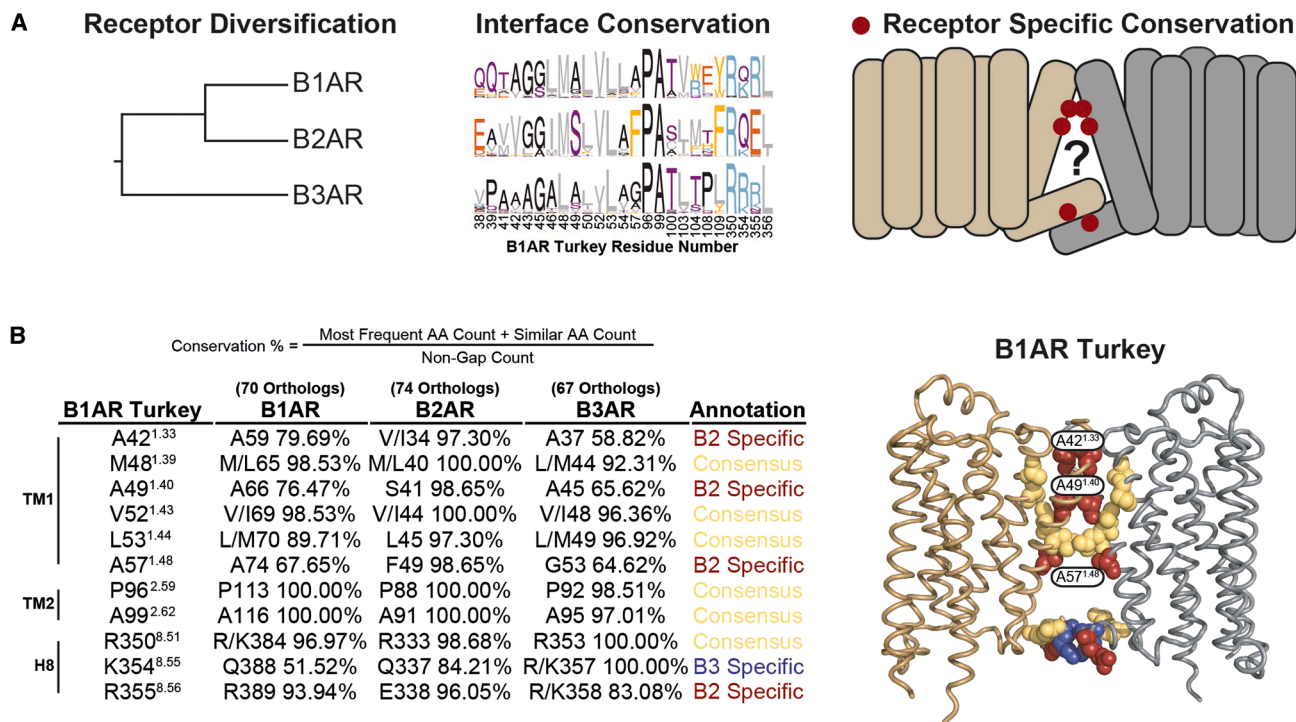 A
Receptor Diversification
B1AR
B2AR
B3AR
Interface Conservation
38 39 41 42 43 45 46 48 49 50 52 53 54 57 96 99 100 103 104 108 109 350 354 355 356
B1AR Turkey Residue Number
Receptor Specific Conservation
?
B
Conservation % = Most Frequent AA Count + Similar AA Count
Non-Gap Count
(70 Orthologs) (74 Orthologs) (67 Orthologs)
B1AR Turkey B1AR B2AR B3AR Annotation
TM1
A42^1.33 A59 79.69% V/I34 97.30% A37 58.82% B2 Specific
M48^1.39 M/L65 98.53% M/L40 100.00% L/M44 92.31% Consensus
A49^1.40 A66 76.47% S41 98.65% A45 65.62% B2 Specific
V52^1.43 V/I69 98.53% V/I44 100.00% V/I48 96.36% Consensus
L53^1.44 L/M70 89.71% L45 97.30% L/M49 96.92% Consensus
A57^1.48 A74 67.65% F49 98.65% G53 64.62% B2 Specific
TM2
P96^2.59 P113 100.00% P88 100.00% P92 98.51% Consensus
A99^2.62 A116 100.00% A91 100.00% A95 97.01% Consensus
H8
R350^8.51 R/K384 96.97% R333 98.68% R353 100.00% Consensus
K354^8.55 Q388 51.52% Q337 84.21% R/K357 100.00% B3 Specific
R355^8.56 R389 93.94% E338 96.05% R/K358 83.08% B2 Specific
B1AR Turkey
A42^1.33
A49^1.40
A57^1.48